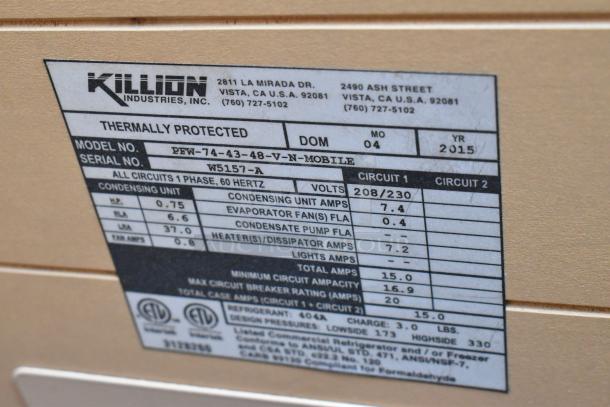 KILLION
INDUSTRIES, INC.
2811 LA MIRADA DR.
VISTA, CA U.S.A. 92081
(760) 727-5102
2490 ASH STREET
VISTA, CA U.S.A. 92081
(760) 727-5102
THERMALLY PROTECTED
DOM
MO
04
YR
2015
MODEL NO. PFW-74-43-48-V-N-MOBILE
SERIAL NO. W5157-A
CIRCUIT 1 CIRCUIT 2
ALL CIRCUITS 1 PHASE, 60 HERTZ VOLTS 208/230
CONDENSING UNIT
H.P. 0.75
RLA 6.6
LRA 37.0
FAN AMPS 0.8
CONDENSING UNIT AMPS 7.4
EVAPORATOR FAN(S) FLA 0.4
CONDENSATE PUMP FLA --
HEATER(S)/DISSIPATOR AMPS 7.2
LIGHTS AMPS --
TOTAL AMPS 15.0
MINIMUM CIRCUIT AMPACITY 16.9
MAX CIRCUIT BREAKER RATING (AMPS) 20
TOTAL CASE AMPS (CIRCUIT 1 + CIRCUIT 2) 15.0
REFRIGERANT: 404A CHARGE: 3.0 LBS.
DESIGN PRESSURES: LOWSIDE 173 HIGHSIDE 330
Listed Commercial Refrigerator and / or Freezer
Conforms to ANSI/UL STD. 471, ANSI/NSF-7,
and CSA STD. c22.2 No. 120
CARB 93120 Compliant for Formaldehyde
ETL
ETL
3128266